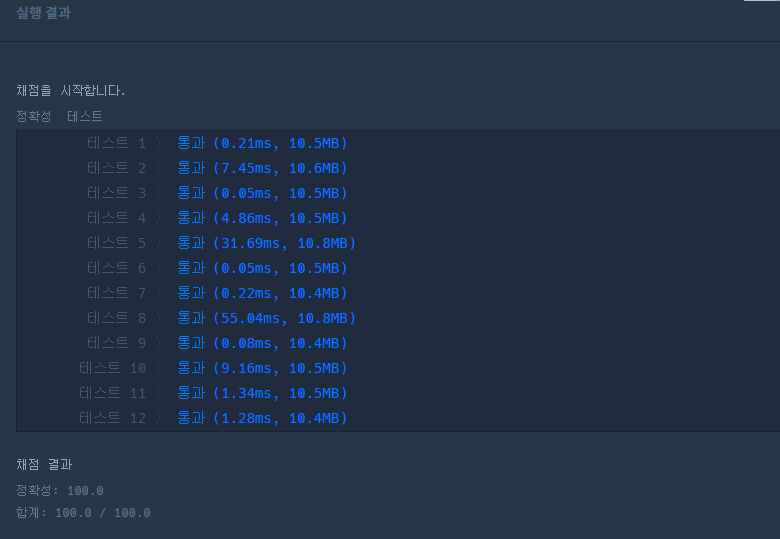 실행 결과
채점을 시작합니다.
정확성 테스트
테스트 1 〉 통과 (0.21ms, 10.5MB)
테스트 2 〉 통과 (7.45ms, 10.6MB)
테스트 3 〉 통과 (0.05ms, 10.5MB)
테스트 4 〉 통과 (4.86ms, 10.5MB)
테스트 5 〉 통과 (31.69ms, 10.8MB)
테스트 6 〉 통과 (0.05ms, 10.5MB)
테스트 7 〉 통과 (0.22ms, 10.4MB)
테스트 8 〉 통과 (55.04ms, 10.8MB)
테스트 9 〉 통과 (0.08ms, 10.4MB)
테스트 10 〉 통과 (9.16ms, 10.5MB)
테스트 11 〉 통과 (1.34ms, 10.5MB)
테스트 12 〉 통과 (1.28ms, 10.4MB)
채점 결과
정확성: 100.0
합계: 100.0 / 100.0